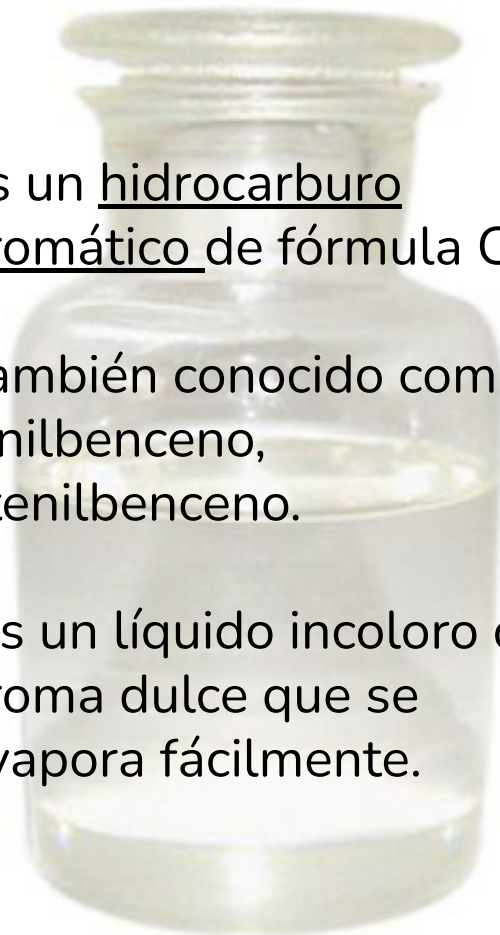 s un hidrocarburo
romático de fórmula C
ambién conocido com
nilbenceno,
tenilbenceno.
s un líquido incoloro
roma dulce que se
vapora fácilmente.